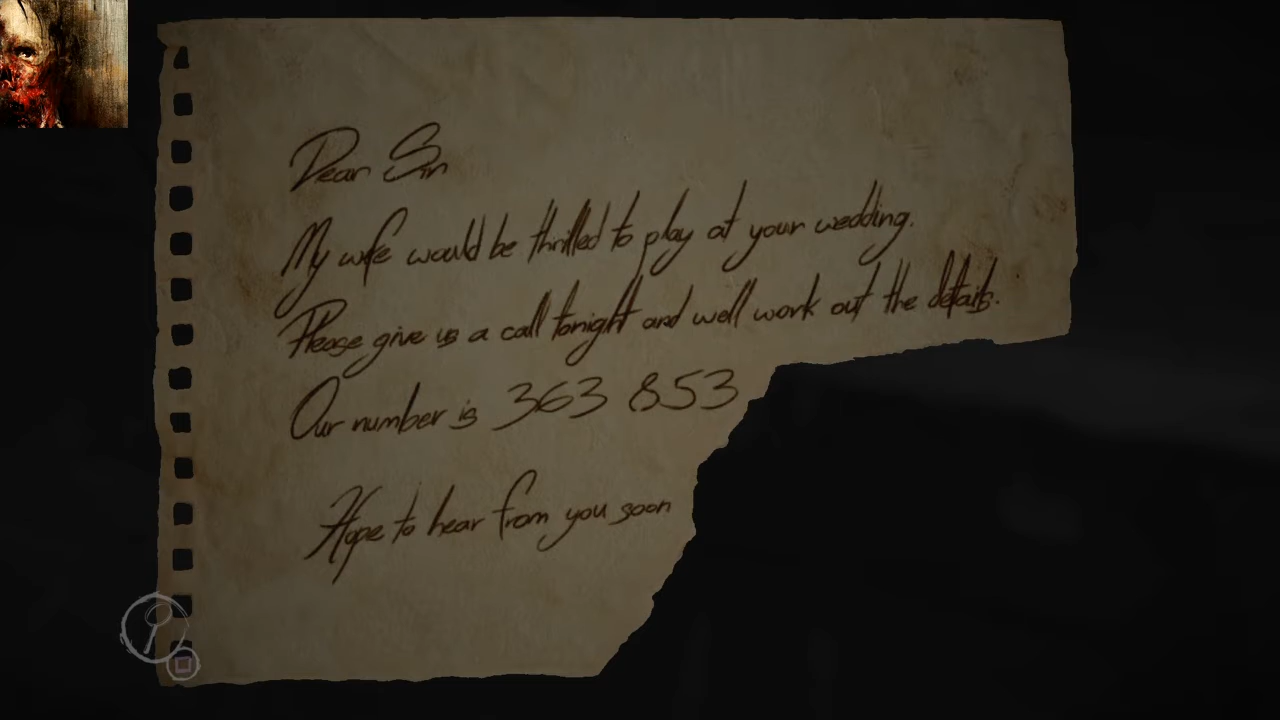 Dear Sir
My wife would be thrilled to play at your wedding.
Please give us a call tonight and well work out the details.
Our number is 363 853
Hope to hear from you soon